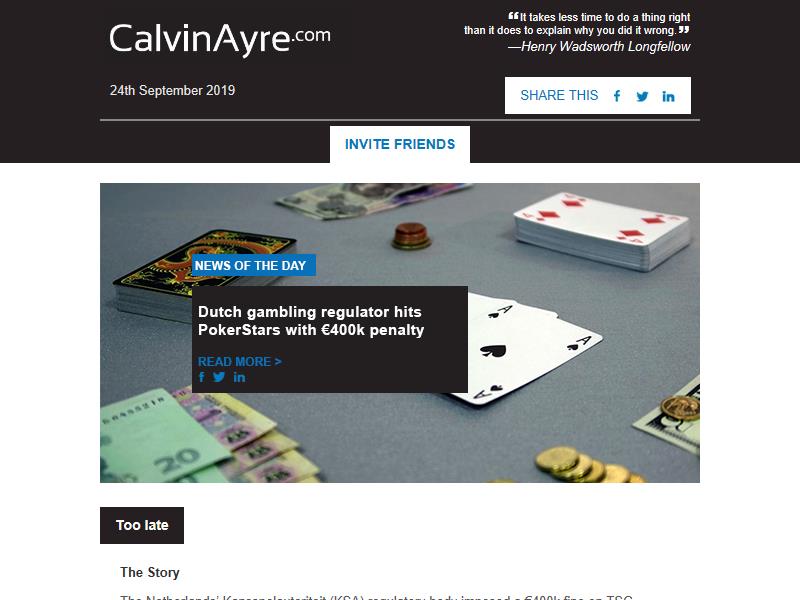 CalvinAyre.com
❝It takes less time to do a thing right
than it does to explain why you did it wrong.❞
—Henry Wadsworth Longfellow
24th September 2019
SHARE THIS
INVITE FRIENDS
NEWS OF THE DAY
Dutch gambling regulator hits
PokerStars with €400k penalty
READ MORE >
A
A
A
20
Too late
The Story
The Netherlands' Kansspelautoriteit (KSA) regulatory body imposed a €400k fine on TSG